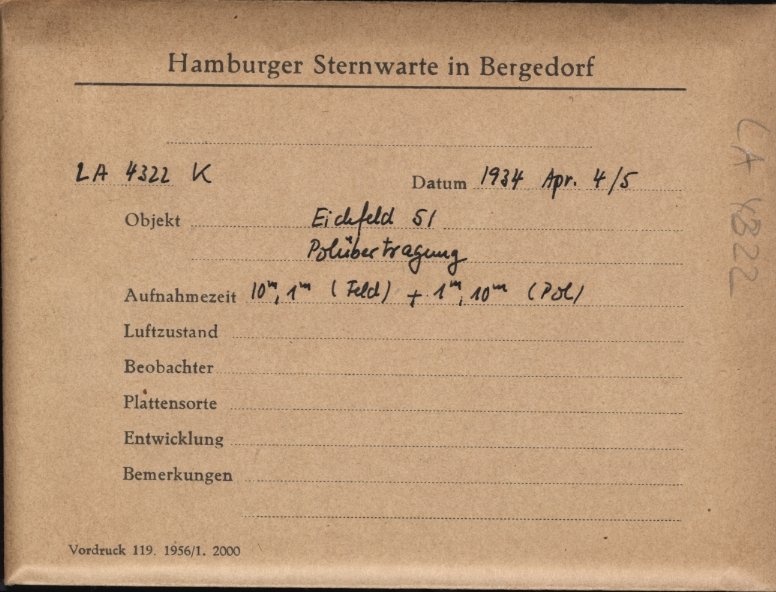 Hamburger Sternwarte in Bergedorf
LA 4322 K
Datum 1934 Apr. 4/5
Objekt Eichfeld 51
Polübertragung
Aufnahmezeit 10ᵐ, 1ᵐ (Feld) + 1ᵐ, 10ᵐ (Pol)
Luftzustand
Beobachter
Plattensorte
Entwicklung
Bemerkungen
Vordruck 119. 1956/1. 2000
LA 4322